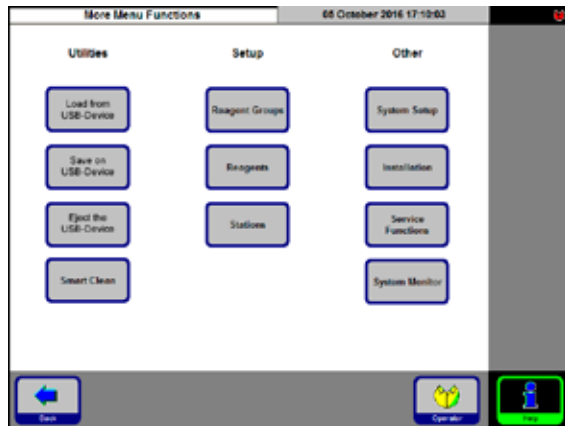 More Menu Functions
05 October 2016 17:10:03
Utilities
Setup
Other
Load from
USB-Device
Reagent Groups
System Setup
Save on
USB-Device
Reagents
Installation
Eject the
USB-Device
Stations
Service
Functions
Smart Clean
System Monitor
Back
Operator
Help